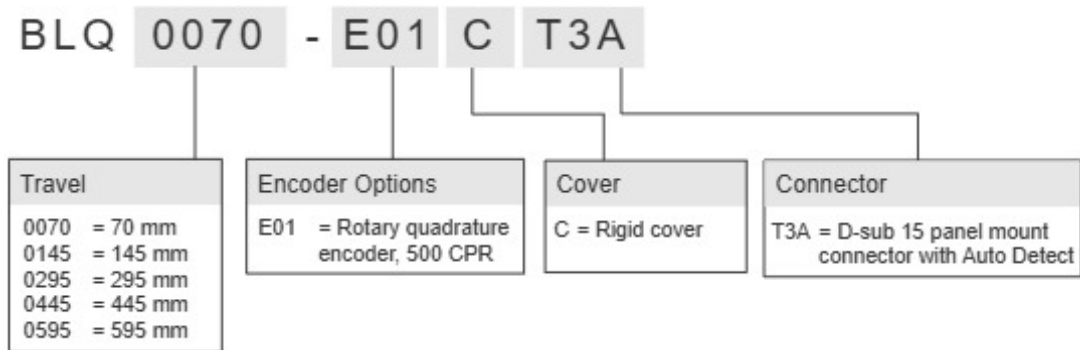 BLQ 0070 - E01 C T3A
Travel
0070 = 70 mm
0145 = 145 mm
0295 = 295 mm
0445 = 445 mm
0595 = 595 mm
Encoder Options
E01 = Rotary quadrature
encoder, 500 CPR
Cover
C = Rigid cover
Connector
T3A = D-sub 15 panel mount
connector with Auto Detect